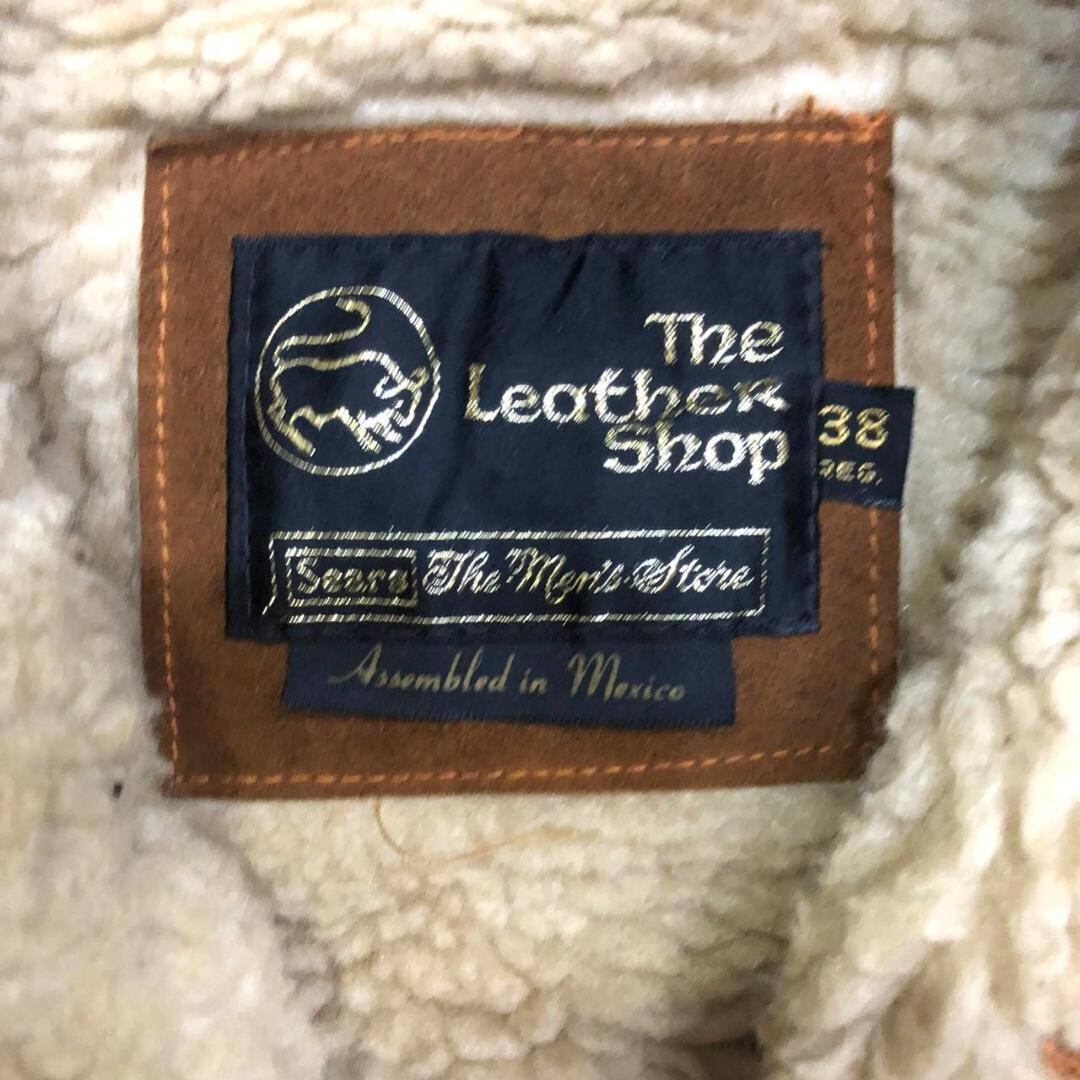 The
Leather
Shop
38
REG.
Sears The Men's Store
Assembled in Mexico